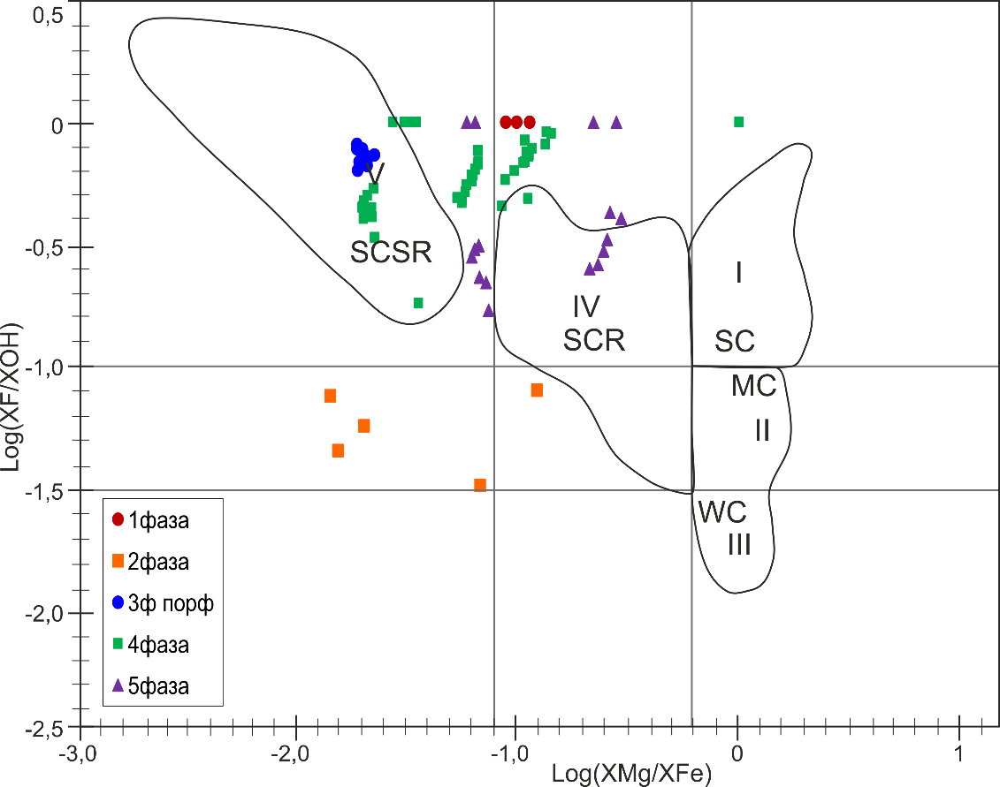 0,5
0
-0,5
-1,0
-1,5
-2,0
-2,5
Log(XF/XOH)
V
SCSR
IV
SCR
I
SC
MC
II
WC
III
1фаза
2фаза
3ф порф
4фаза
5фаза
-3,0
-2,0
-1,0
0
1
Log(XMg/XFe)